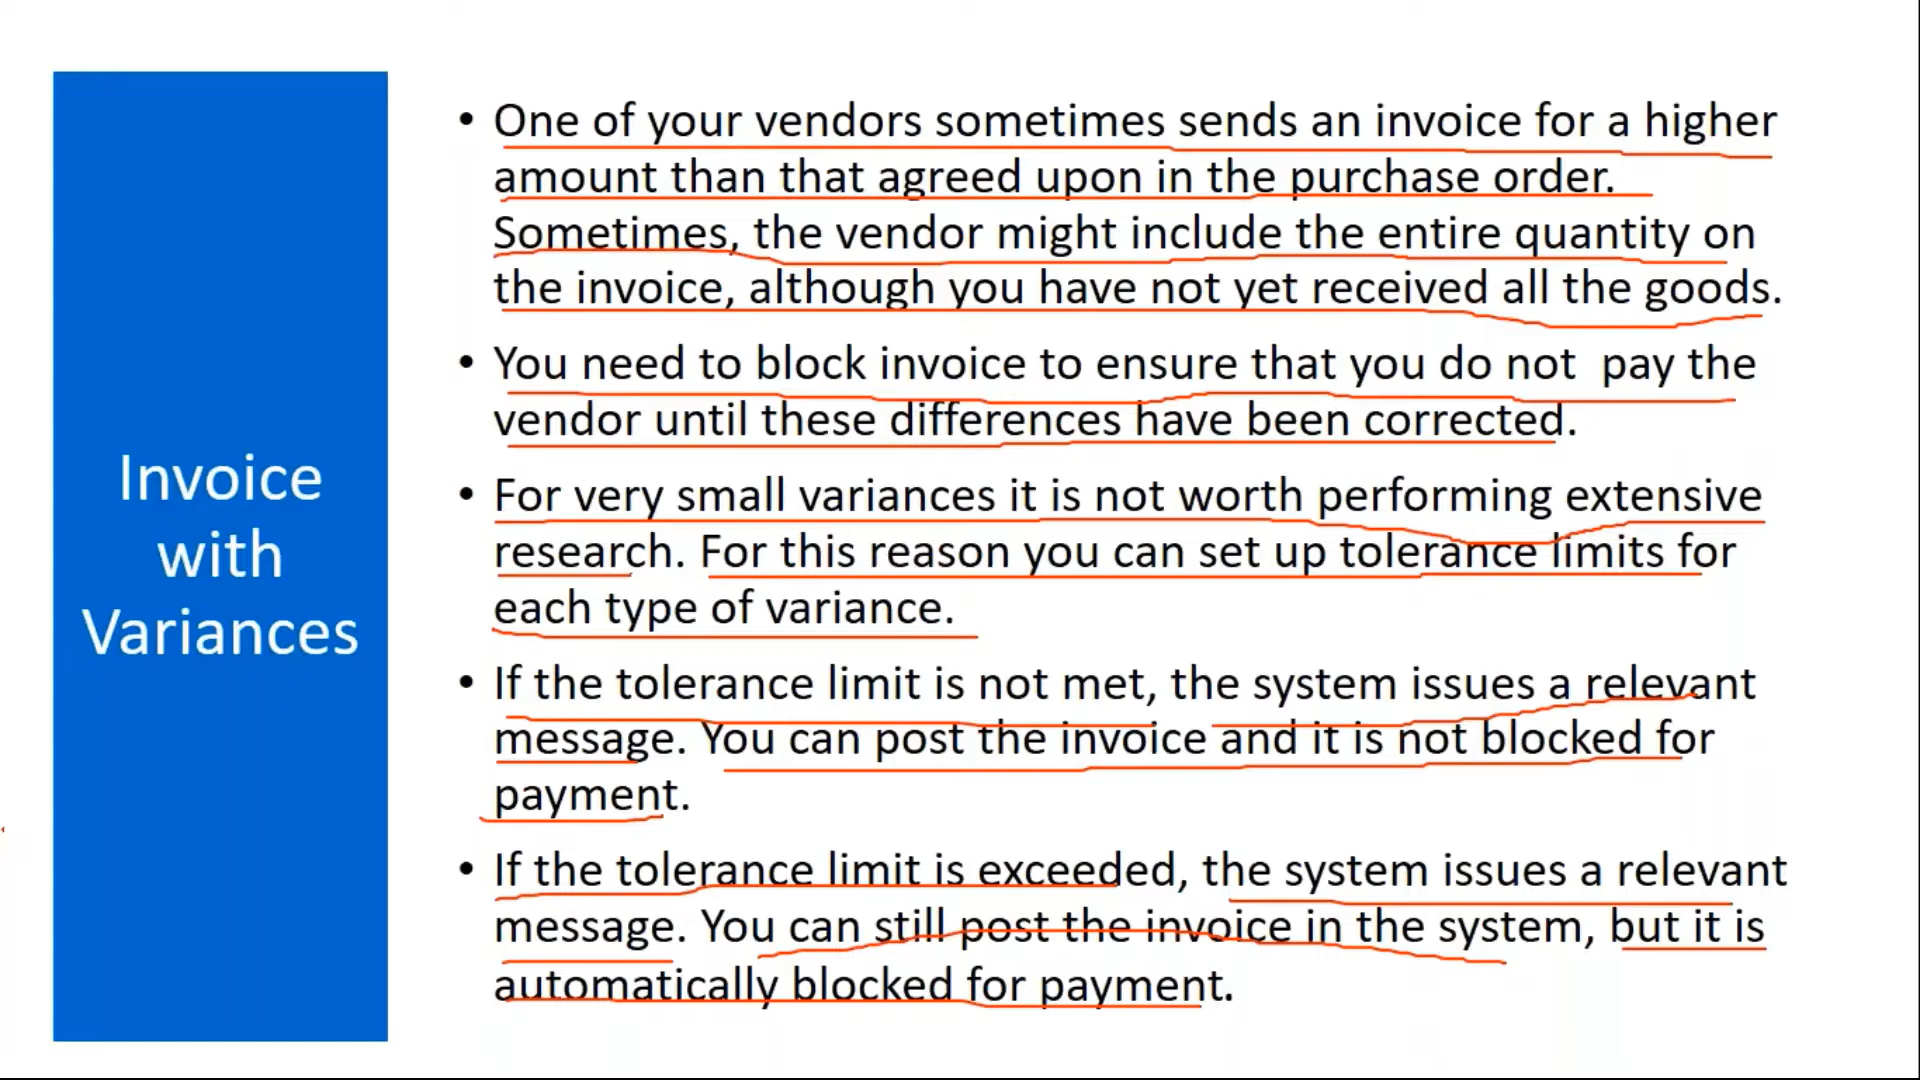 Invoice
with
Variances
• One of your vendors sometimes sends an invoice for a higher
amount than that agreed upon in the purchase order.
Sometimes, the vendor might include the entire quantity on
the invoice, although you have not yet received all the goods.
• You need to block invoice to ensure that you do not  pay the
vendor until these differences have been corrected.
• For very small variances it is not worth performing extensive
research. For this reason you can set up tolerance limits for
each type of variance.
• If the tolerance limit is not met, the system issues a relevant
message. You can post the invoice and it is not blocked for
payment.
• If the tolerance limit is exceeded, the system issues a relevant
message. You can still post the invoice in the system, but it is
automatically blocked for payment.